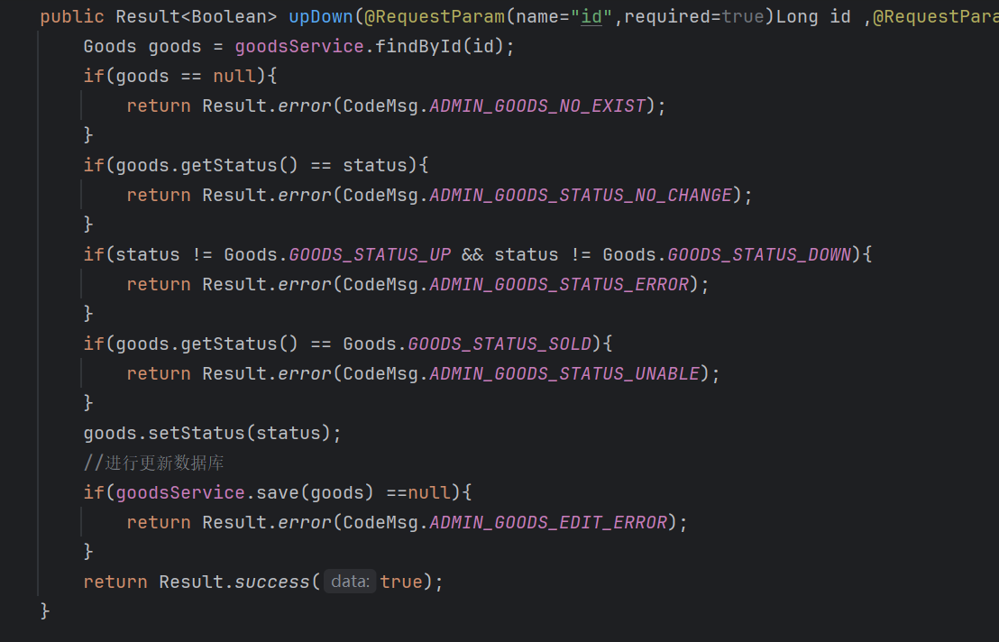 public Result<Boolean> upDown(@RequestParam(name="id",required=true)Long id ,@RequestPara
Goods goods = goodsService.findById(id);
if(goods == null){
return Result.error(CodeMsg.ADMIN_GOODS_NO_EXIST);
}
if(goods.getStatus() == status){
return Result.error(CodeMsg.ADMIN_GOODS_STATUS_NO_CHANGE);
}
if(status != Goods.GOODS_STATUS_UP && status != Goods.GOODS_STATUS_DOWN){
return Result.error(CodeMsg.ADMIN_GOODS_STATUS_ERROR);
}
if(goods.getStatus() == Goods.GOODS_STATUS_SOLD){
return Result.error(CodeMsg.ADMIN_GOODS_STATUS_UNABLE);
}
goods.setStatus(status);
//进行更新数据库
if(goodsService.save(goods) ==null){
return Result.error(CodeMsg.ADMIN_GOODS_EDIT_ERROR);
}
return Result.success( data: true);
}